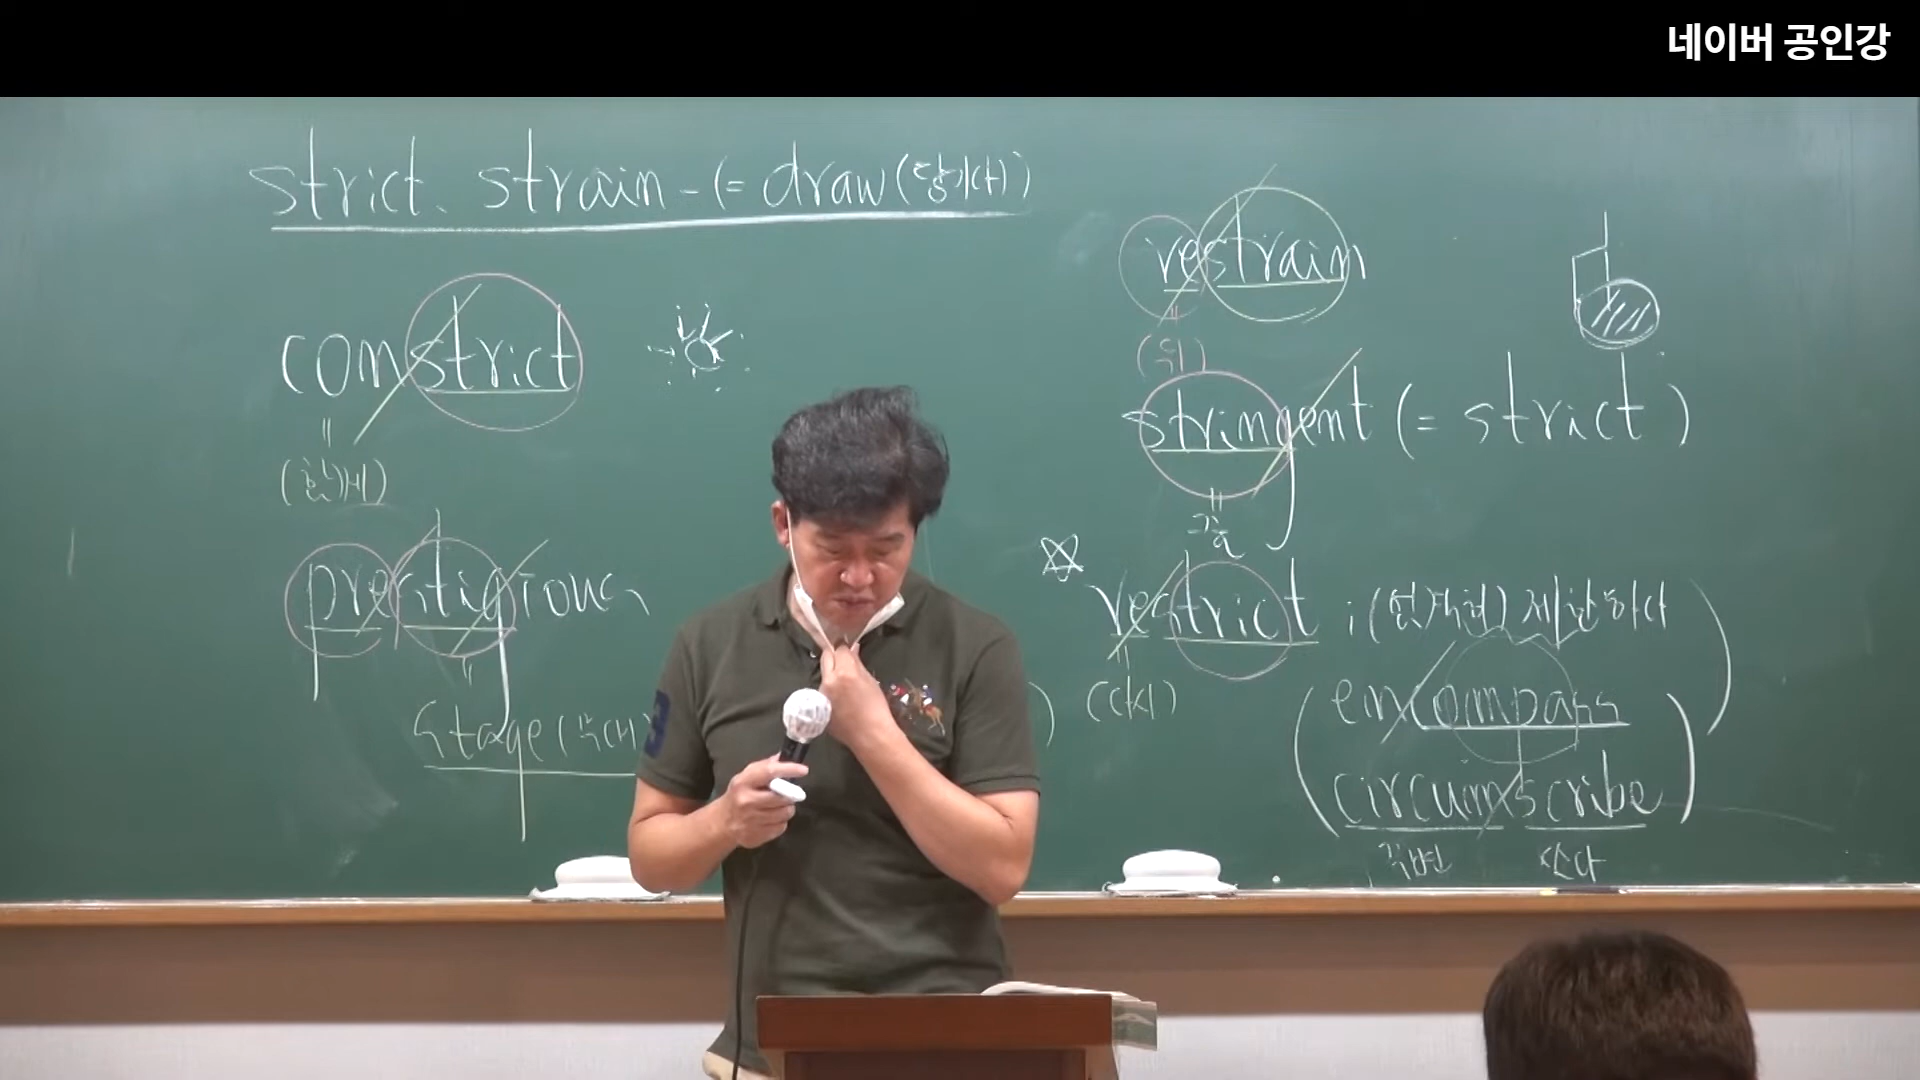 네이버 공인강
strict. strain - (= draw (당기다)
constrict
(함께)
prestigious
stage (무대)
restrain
(뒤)
stringent (= strict)
꽉
restrict ; (엄격히) 제한하다
(다시)
encompass
circumscribe
주변 쓰다
3